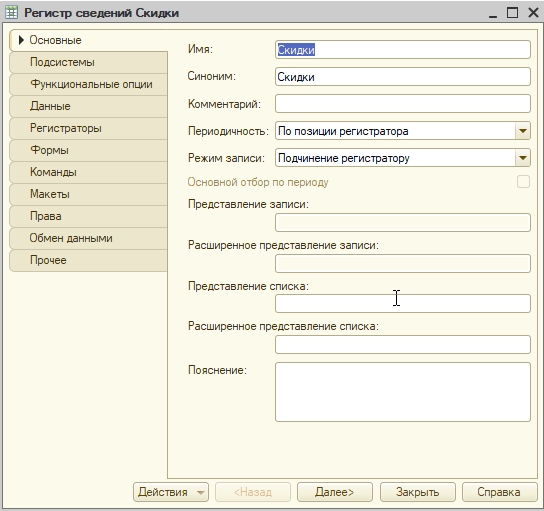 Регистр сведений Скидки
Основные
Подсистемы
Функциональные опции
Данные
Регистраторы
Формы
Команды
Макеты
Права
Обмен данными
Прочее
Имя: Скидки
Синоним: Скидки
Комментарий:
Периодичность: По позиции регистратора
Режим записи: Подчинение регистратору
Основной отбор по периоду
Представление записи:
Расширенное представление записи:
Представление списка:
Расширенное представление списка:
Пояснение:
Действия <Назад Далее> Закрыть Справка